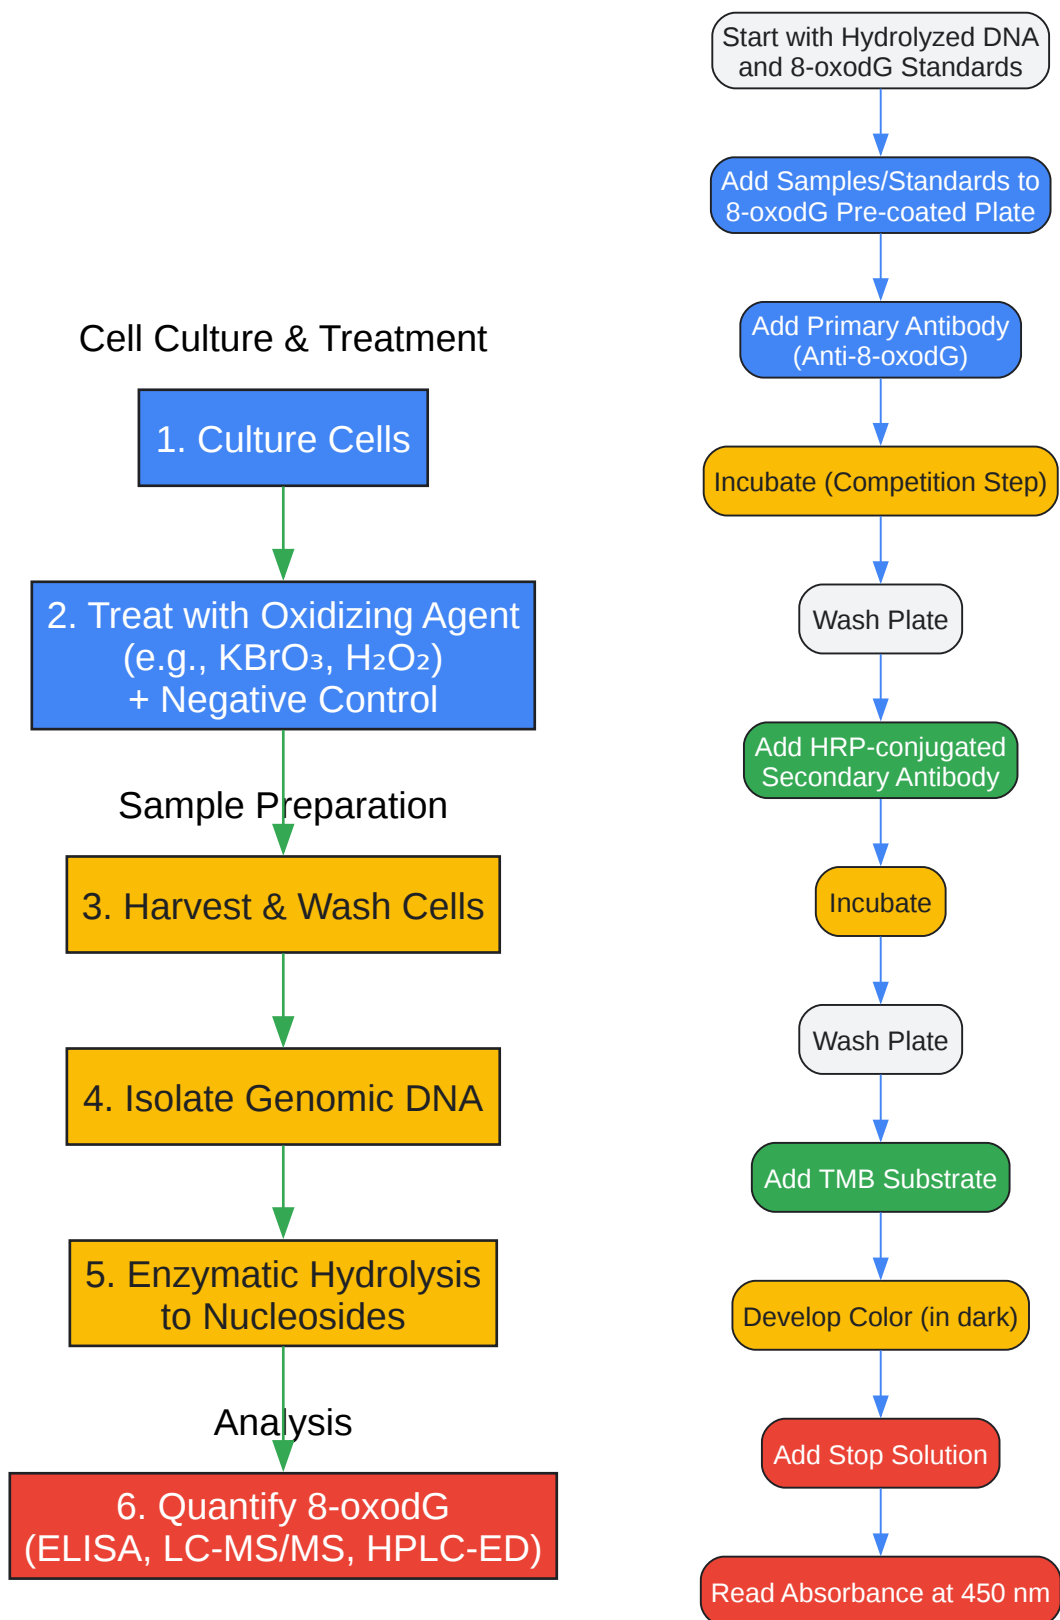 Cell Culture & Treatment
1. Culture Cells
2. Treat with Oxidizing Agent
(e.g., KBrO₃, H₂O₂)
+ Negative Control
Sample Preparation
3. Harvest & Wash Cells
4. Isolate Genomic DNA
5. Enzymatic Hydrolysis
to Nucleosides
Analysis
6. Quantify 8-oxodG
(ELISA, LC-MS/MS, HPLC-ED)
Start with Hydrolyzed DNA
and 8-oxodG Standards
Add Samples/Standards to
8-oxodG Pre-coated Plate
Add Primary Antibody
(Anti-8-oxodG)
Incubate (Competition Step)
Wash Plate
Add HRP-conjugated
Secondary Antibody
Incubate
Wash Plate
Add TMB Substrate
Develop Color (in dark)
Add Stop Solution
Read Absorbance at 450 nm